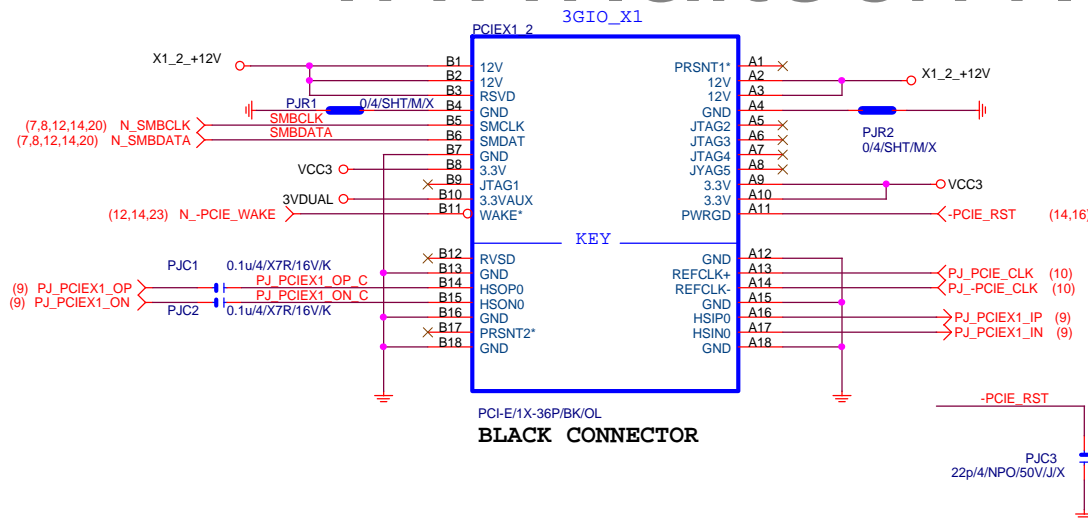 3GIO_X1
PCIEX1_2
X1_2_+12V
B1 12V
B2 12V
B3 RSVD
PJR1 0/4/SHT/M/X B4 GND
(7,8,12,14,20) N_SMBCLK SMBCLK B5 SMCLK
(7,8,12,14,20) N_SMBDATA SMBDATA B6 SMDAT
B7 GND
VCC3 B8 3.3V
B9 JTAG1
3VDUAL B10 3.3VAUX
(12,14,23) N_-PCIE_WAKE B11 WAKE*
PRSNT1* A1
12V A2 X1_2_+12V
12V A3
GND A4
JTAG2 A5
JTAG3 A6 PJR2
JTAG4 A7 0/4/SHT/M/X
JYAG5 A8
3.3V A9 VCC3
3.3V A10
PWRGD A11 -PCIE_RST (14,16)
KEY
B12 RVSD
B13 GND
PJC1 0.1u/4/X7R/16V/K
(9) PJ_PCIEX1_OP PJ_PCIEX1_OP_C B14 HSOP0
(9) PJ_PCIEX1_ON PJ_PCIEX1_ON_C B15 HSON0
PJC2 0.1u/4/X7R/16V/K
B16 GND
B17 PRSNT2*
B18 GND
GND A12
REFCLK+ A13 PJ_PCIE_CLK (10)
REFCLK- A14 PJ_-PCIE_CLK (10)
GND A15
HSIP0 A16 PJ_PCIEX1_IP (9)
HSIN0 A17 PJ_PCIEX1_IN (9)
GND A18
PCI-E/1X-36P/BK/OL
BLACK CONNECTOR
-PCIE_RST
PJC3
22p/4/NPO/50V/J/X